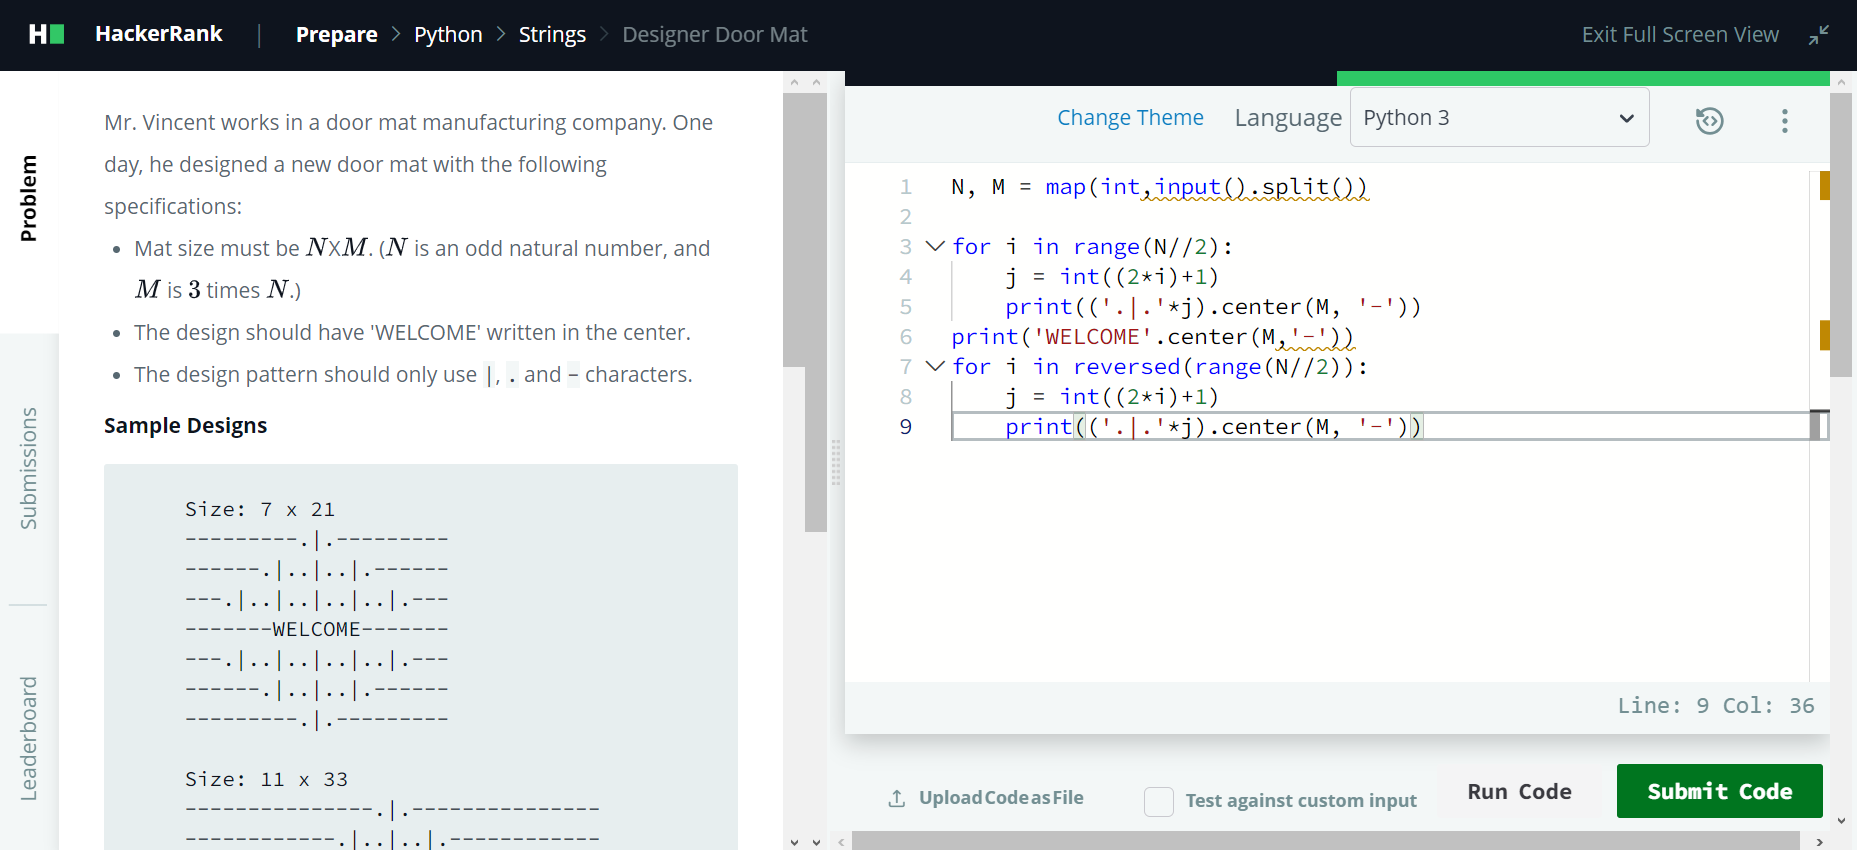 HackerRank | Prepare > Python > Strings > Designer Door Mat
Exit Full Screen View
Problem
Submissions
Leaderboard
Mr. Vincent works in a door mat manufacturing company. One
day, he designed a new door mat with the following
specifications:
• Mat size must be NXM. (N is an odd natural number, and
M is 3 times N.)
• The design should have 'WELCOME' written in the center.
• The design pattern should only use |, . and - characters.
Sample Designs
Size: 7 x 21
---------.|.---------
------.|..|..|.------
---.|..|..|..|..|.---
-------WELCOME-------
---.|..|..|..|..|.---
------.|..|..|.------
---------.|.---------
Size: 11 x 33
---------------.|.---------------
------------.|..|..|.------------
Change Theme
Language
Python 3
1 N, M = map(int,input().split())
2
3 for i in range(N//2):
4     j = int((2*i)+1)
5     print(('.|.'*j).center(M, '-'))
6 print('WELCOME'.center(M,'-'))
7 for i in reversed(range(N//2)):
8     j = int((2*i)+1)
9     print(('.|.'*j).center(M, '-'))
Line: 9 Col: 36
Upload Code as File
Test against custom input
Run Code
Submit Code